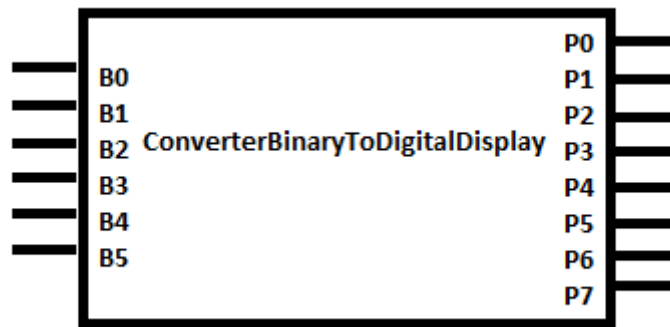 P0
B0
P1
B1
P2
B2
ConverterBinaryToDigitalDisplay
P3
B3
P4
B4
P5
B5
P6
P7